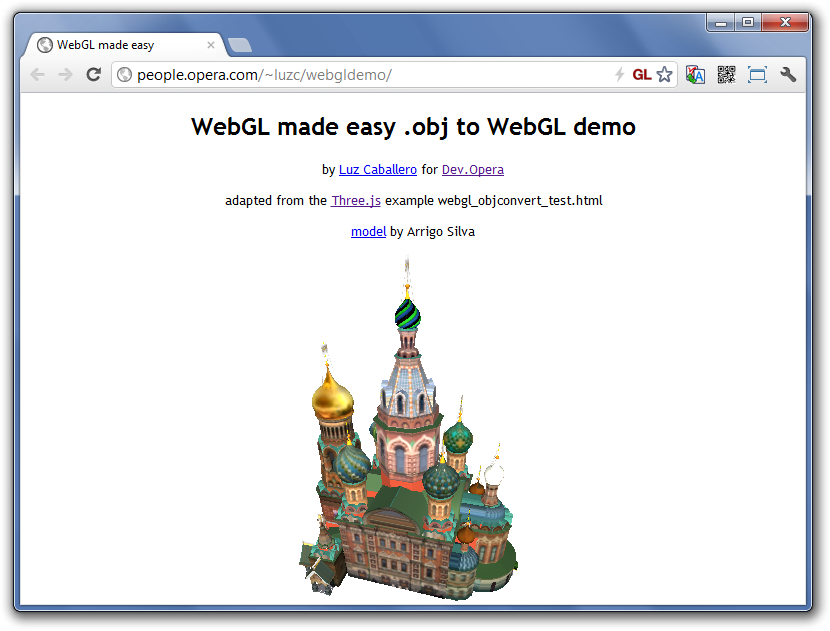 WebGL made easy
people.opera.com/~luzc/webgldemo/
GL
WebGL made easy .obj to WebGL demo
by Luz Caballero for Dev.Opera
adapted from the Three.js example webgl_objconvert_test.html
model by Arrigo Silva